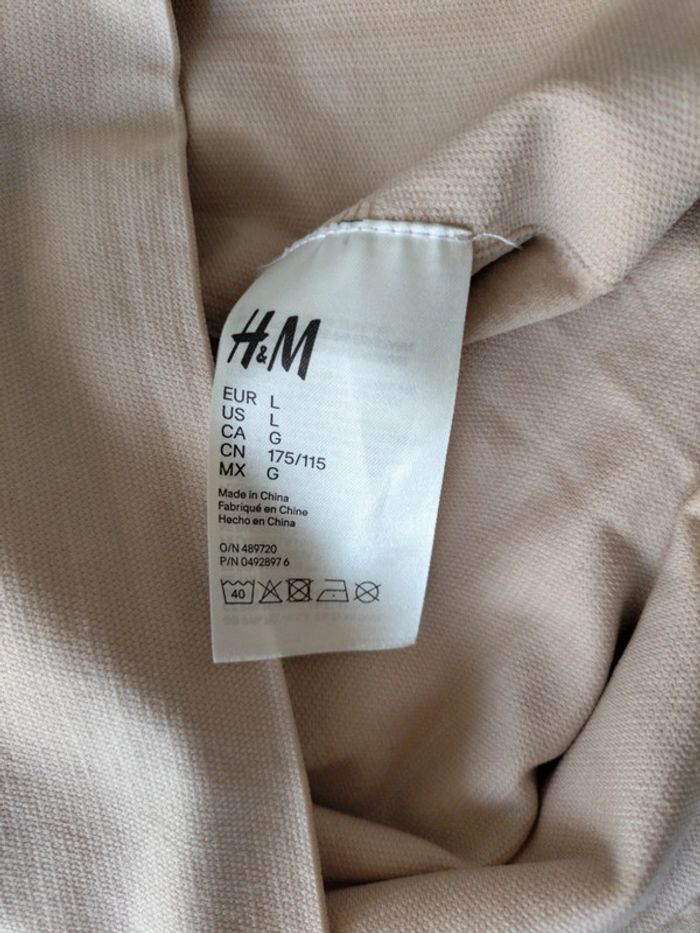 H&M
EUR L
US L
CA G
CN 175/115
MX G
Made in China
Fabriqué en Chine
Hecho en China
O/N 489720
P/N 0492897 6
40